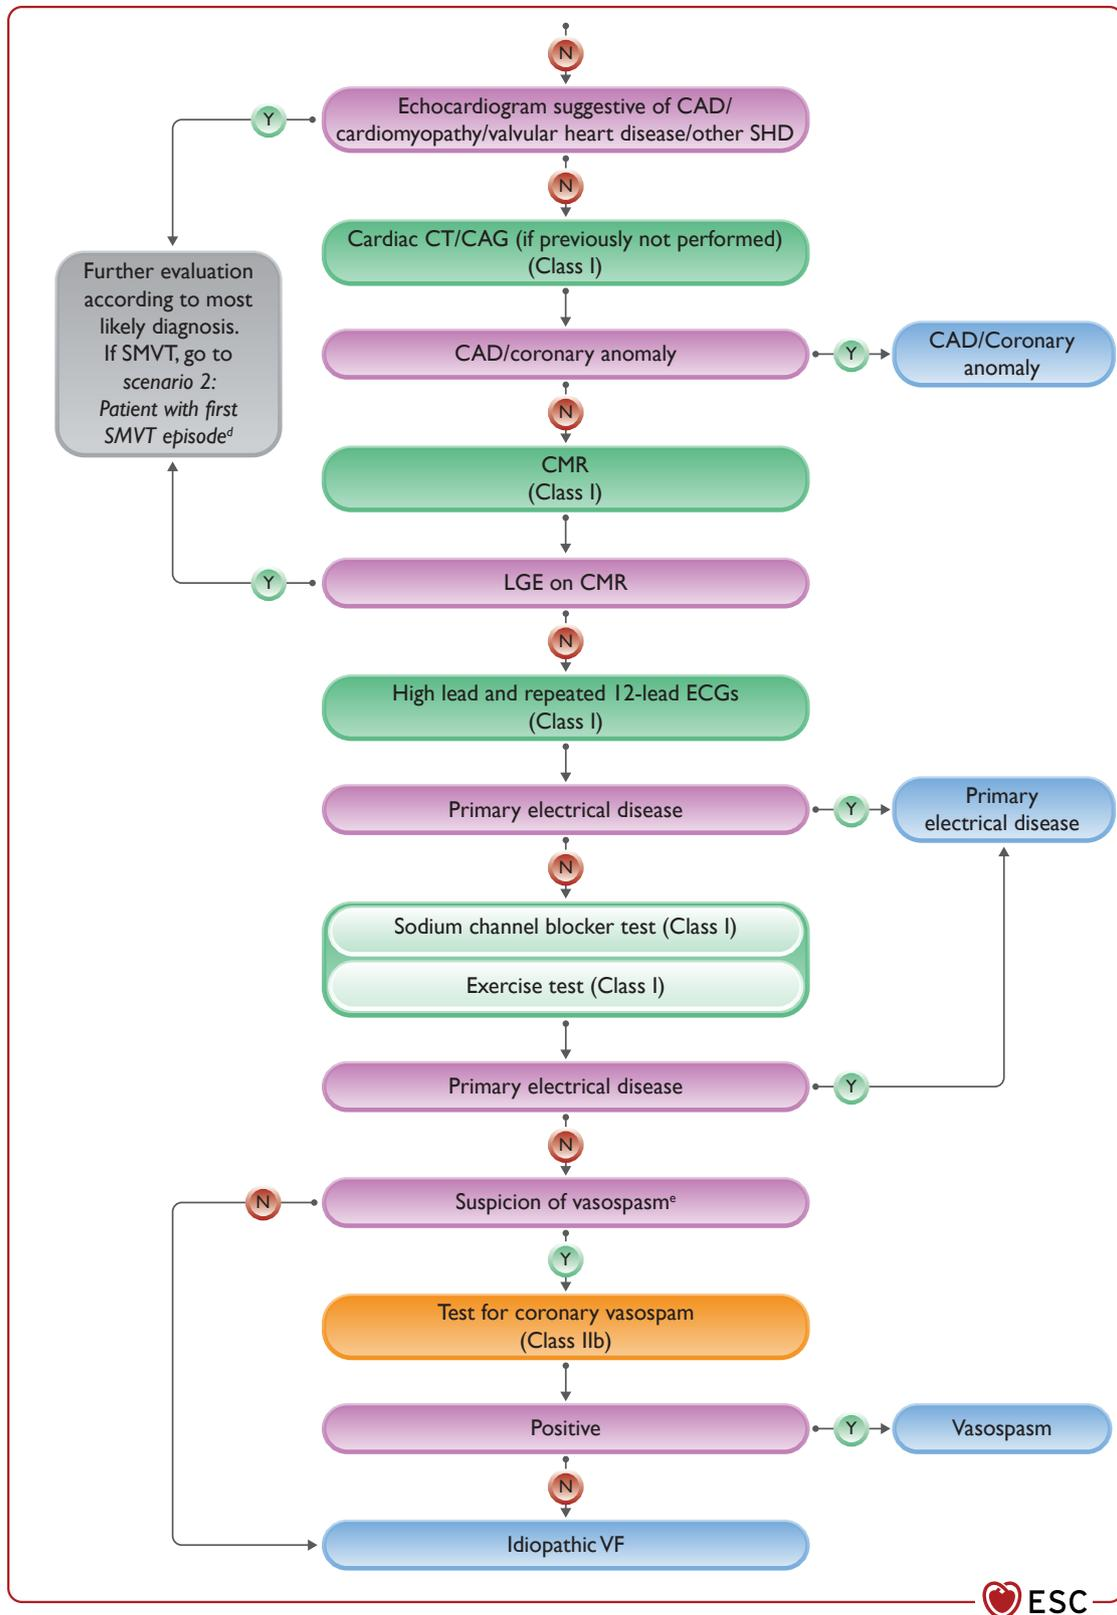 N
Echocardiogram suggestive of CAD/
cardiomyopathy/valvular heart disease/other SHD
Y
N
Cardiac CT/CAG (if previously not performed)
(Class I)
Further evaluation
according to most
likely diagnosis.
If SMVT, go to
scenario 2:
Patient with first
SMVT episodeᵈ
CAD/coronary anomaly
Y
CAD/Coronary
anomaly
N
CMR
(Class I)
Y
LGE on CMR
N
High lead and repeated 12-lead ECGs
(Class I)
Primary electrical disease
Y
Primary
electrical disease
N
Sodium channel blocker test (Class I)
Exercise test (Class I)
Primary electrical disease
Y
N
N
Suspicion of vasospasmᵉ
Y
Test for coronary vasospam
(Class IIb)
Positive
Y
Vasospasm
N
Idiopathic VF
ESC